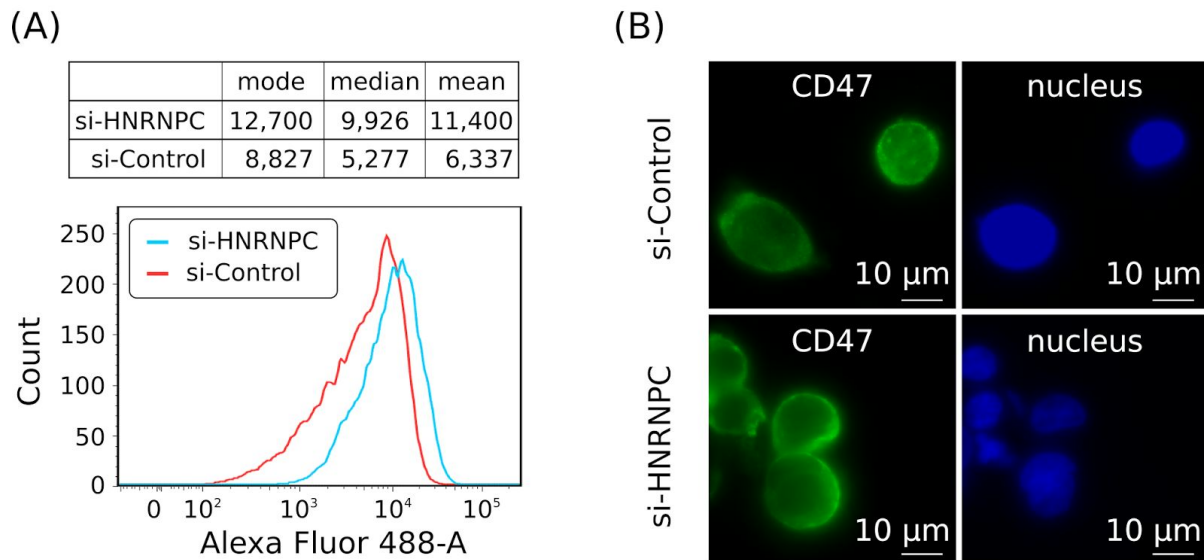 (A)
mode median mean
si-HNRNPC 12,700 9,926 11,400
si-Control 8,827 5,277 6,337
250
200
150
100
50
0
Count
si-HNRNPC
si-Control
0 10² 10³ 10⁴ 10⁵
Alexa Fluor 488-A
(B)
si-Control
CD47
nucleus
10 µm
10 µm
si-HNRNPC
CD47
nucleus
10 µm
10 µm